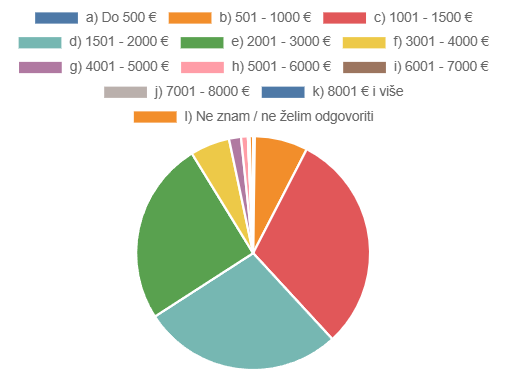 a) Do 500 € b) 501 - 1000 € c) 1001 - 1500 €
d) 1501 - 2000 € e) 2001 - 3000 € f) 3001 - 4000 €
g) 4001 - 5000 € h) 5001 - 6000 € i) 6001 - 7000 €
j) 7001 - 8000 € k) 8001 € i više
l) Ne znam / ne želim odgovoriti